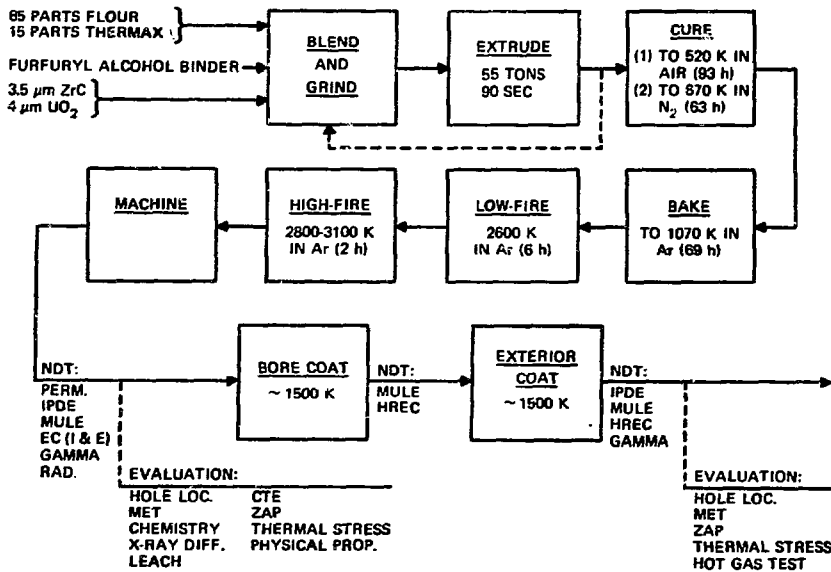 85 PARTS FLOUR
15 PARTS THERMAX
FURFURYL ALCOHOL BINDER
3.5 μm ZrC
4 μm UO₂
BLEND
AND
GRIND
EXTRUDE
55 TONS
90 SEC
CURE
(1) TO 520 K IN
AIR (93 h)
(2) TO 870 K IN
N₂ (63 h)
MACHINE
HIGH-FIRE
2800-3100 K
IN Ar (2 h)
LOW-FIRE
2600 K
IN Ar (6 h)
BAKE
TO 1070 K IN
Ar (69 h)
NDT:
PERM.
IPDE
MULE
EC (I & E)
GAMMA
RAD.
BORE COAT
~ 1500 K
NDT:
MULE
HREC
EXTERIOR
COAT
~ 1500 K
NDT:
IPDE
MULE
HREC
GAMMA
EVALUATION:
HOLE LOC. CTE
MET ZAP
CHEMISTRY THERMAL STRESS
X-RAY DIFF. PHYSICAL PROP.
LEACH
EVALUATION:
HOLE LOC.
MET
ZAP
THERMAL STRESS
HOT GAS TEST